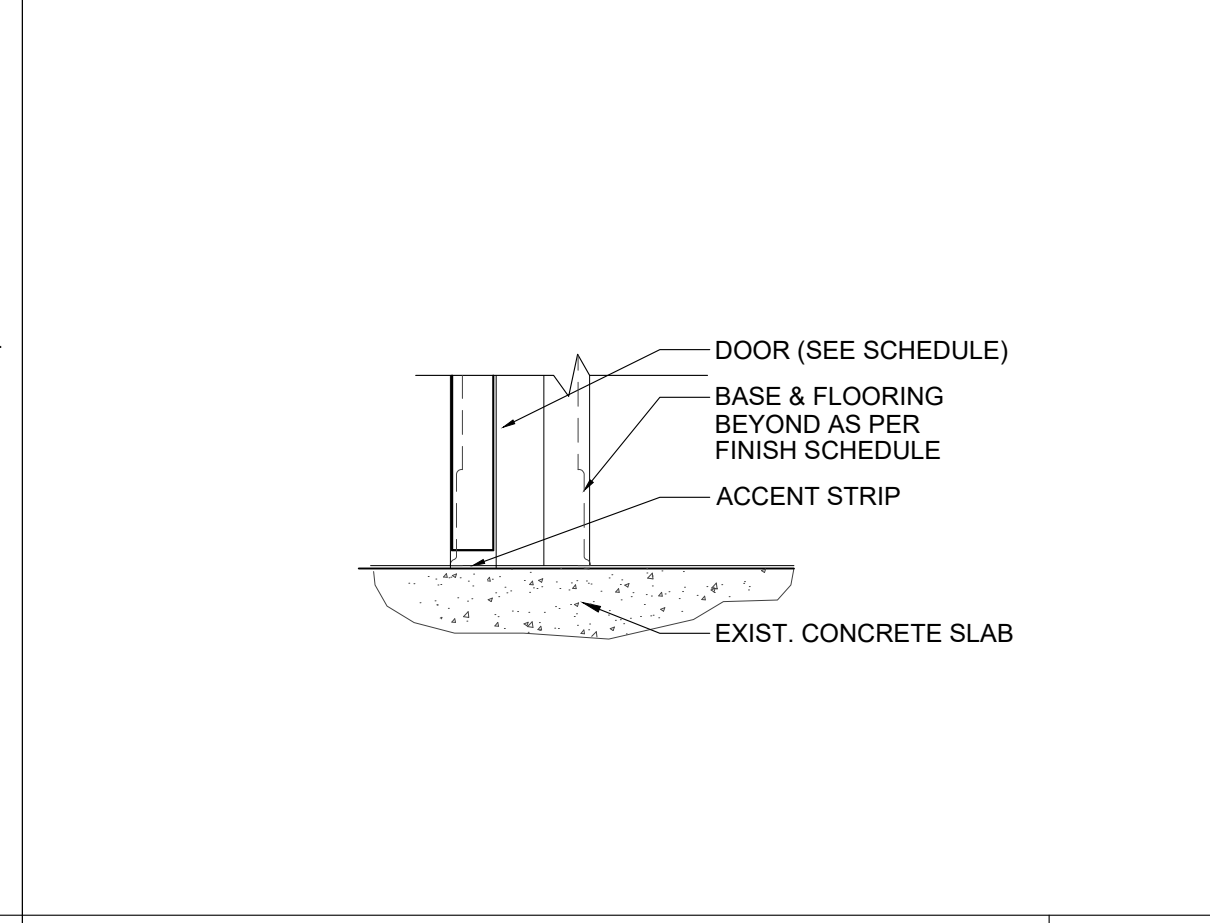 DOOR (SEE SCHEDULE)
BASE & FLOORING
BEYOND AS PER
FINISH SCHEDULE
ACCENT STRIP
EXIST. CONCRETE SLAB